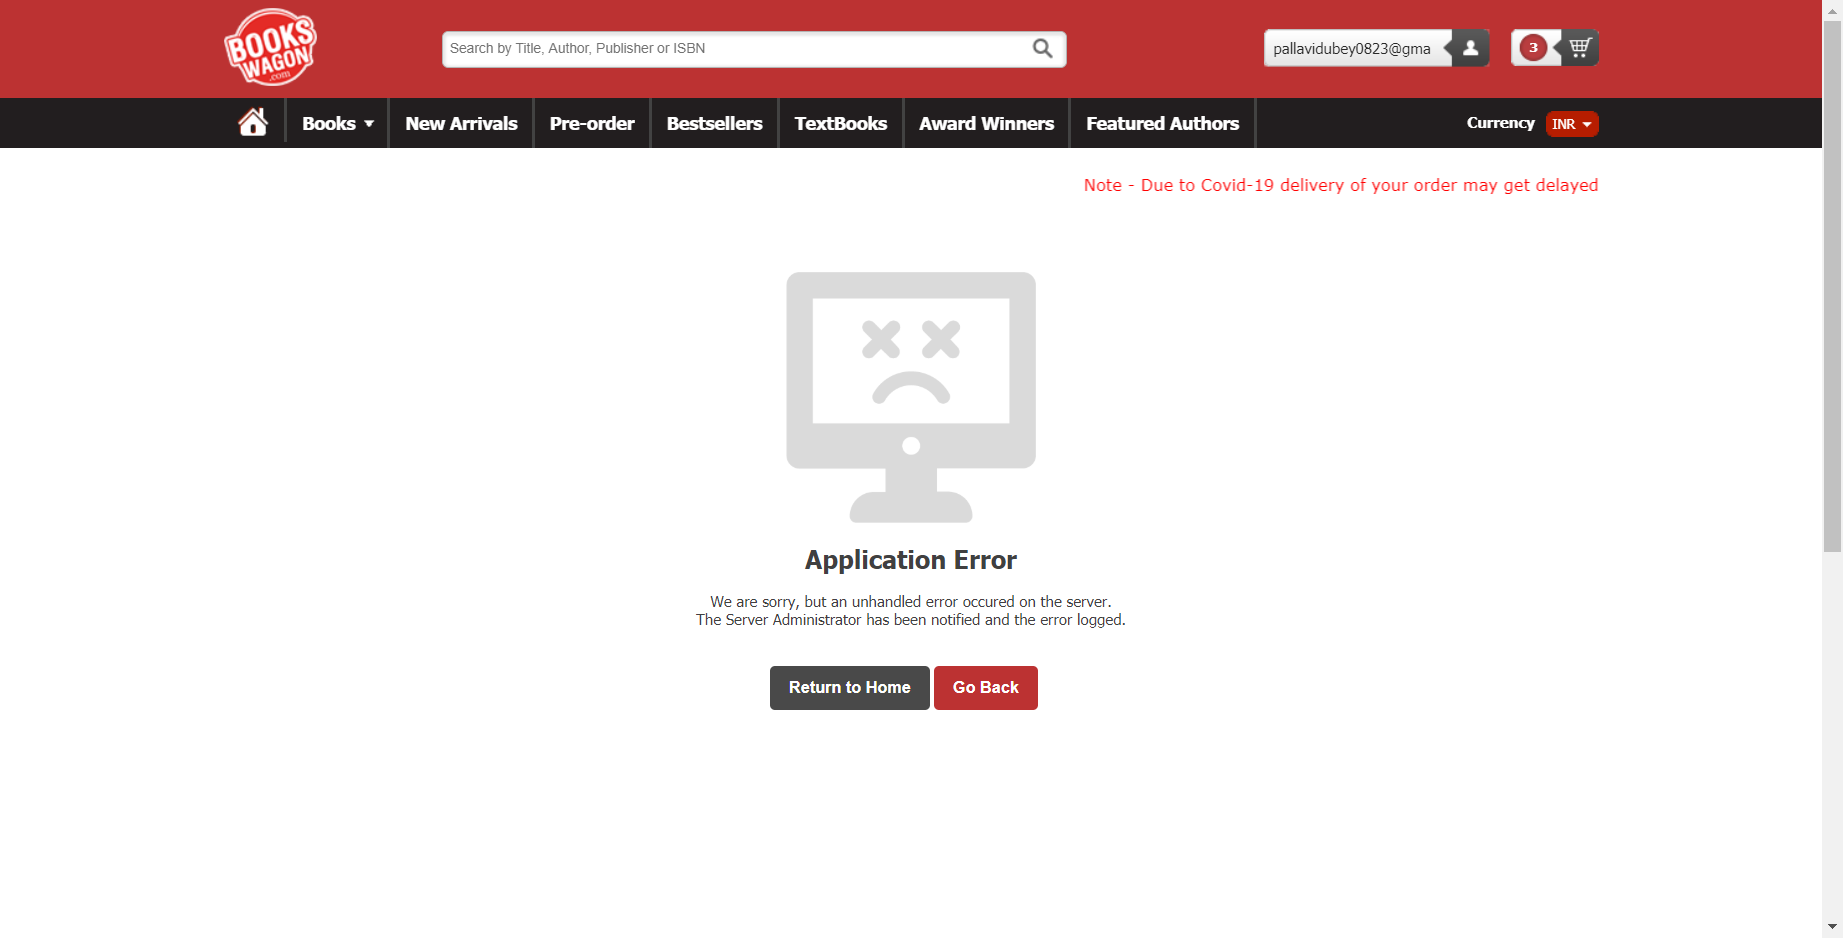 BOOKS
WAGON
.com
Search by Title, Author, Publisher or ISBN
pallavidubey0823@gma
3
Books
New Arrivals
Pre-order
Bestsellers
TextBooks
Award Winners
Featured Authors
Currency
INR
Note - Due to Covid-19 delivery of your order may get delayed
Application Error
We are sorry, but an unhandled error occured on the server.
The Server Administrator has been notified and the error logged.
Return to Home
Go Back